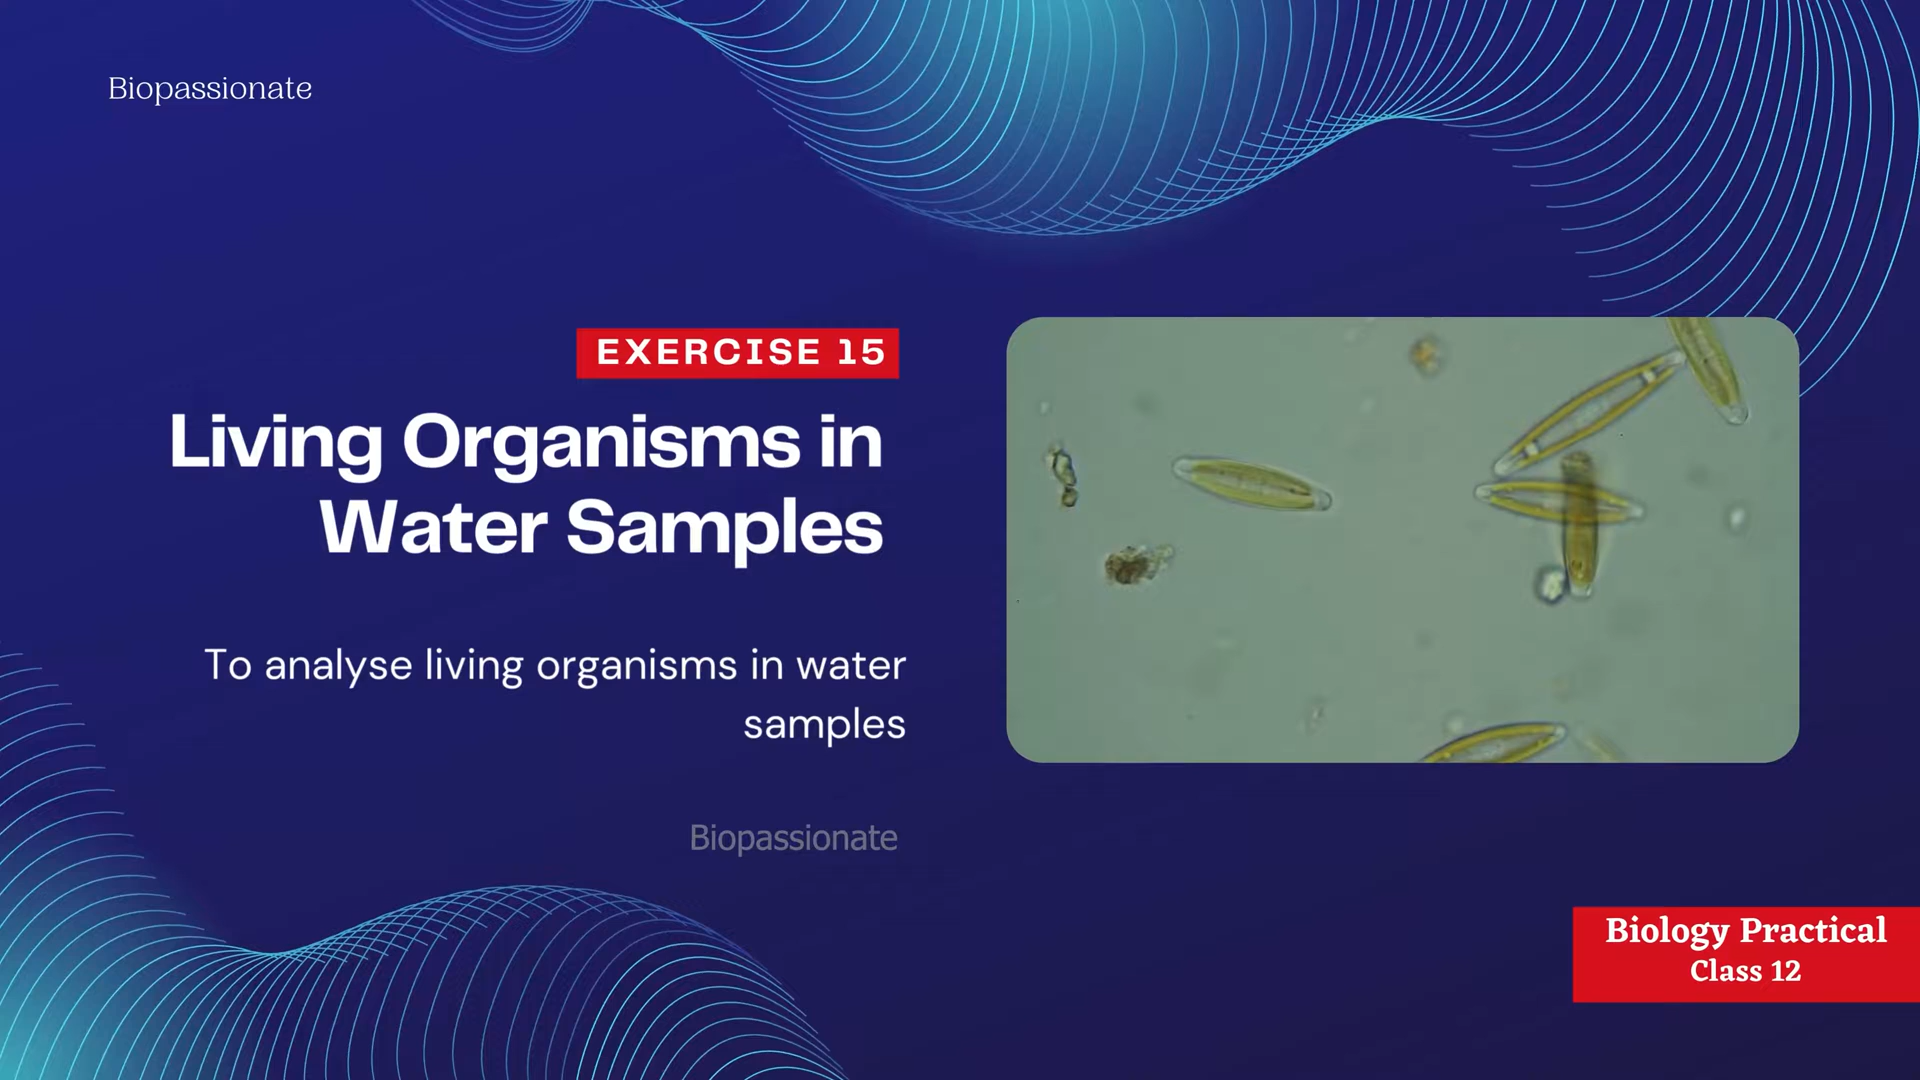 Biopassionate
EXERCISE 15
Living Organisms in
Water Samples
To analyse living organisms in water
samples
Biopassionate
Biology Practical
Class 12